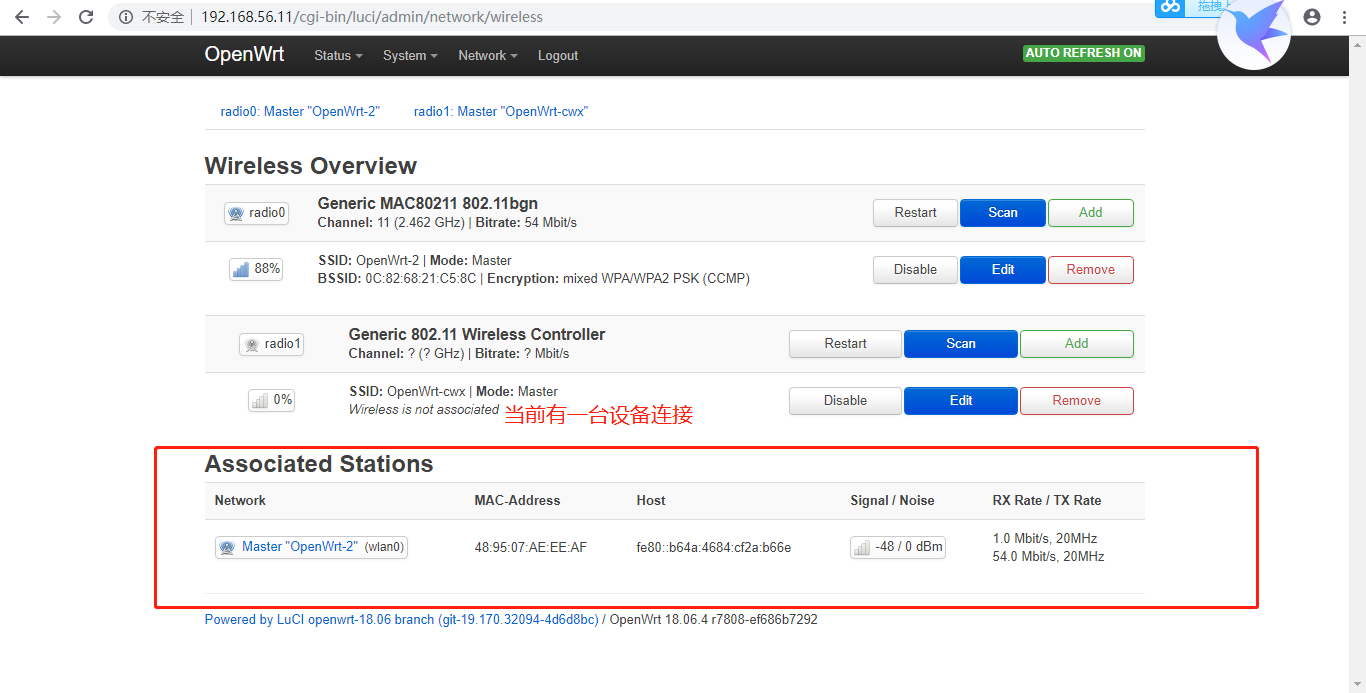 不安全 192.168.56.11/cgi-bin/luci/admin/network/wireless
OpenWrt Status System Network Logout AUTO REFRESH ON
radio0: Master "OpenWrt-2" radio1: Master "OpenWrt-cwx"
Wireless Overview
radio0 Generic MAC80211 802.11bgn
Channel: 11 (2.462 GHz) | Bitrate: 54 Mbit/s
Restart Scan Add
88% SSID: OpenWrt-2 | Mode: Master
BSSID: 0C:82:68:21:C5:8C | Encryption: mixed WPA/WPA2 PSK (CCMP)
Disable Edit Remove
radio1 Generic 802.11 Wireless Controller
Channel: ? (? GHz) | Bitrate: ? Mbit/s
Restart Scan Add
0% SSID: OpenWrt-cwx | Mode: Master
Wireless is not associated
Disable Edit Remove
当前有一台设备连接
Associated Stations
Network MAC-Address Host Signal / Noise RX Rate / TX Rate
Master "OpenWrt-2" (wlan0) 48:95:07:AE:EE:AF fe80::b64a:4684:cf2a:b66e -48 / 0 dBm 1.0 Mbit/s, 20MHz
54.0 Mbit/s, 20MHz
Powered by LuCI openwrt-18.06 branch (git-19.170.32094-4d6d8bc) / OpenWrt 18.06.4 r7808-ef686b7292